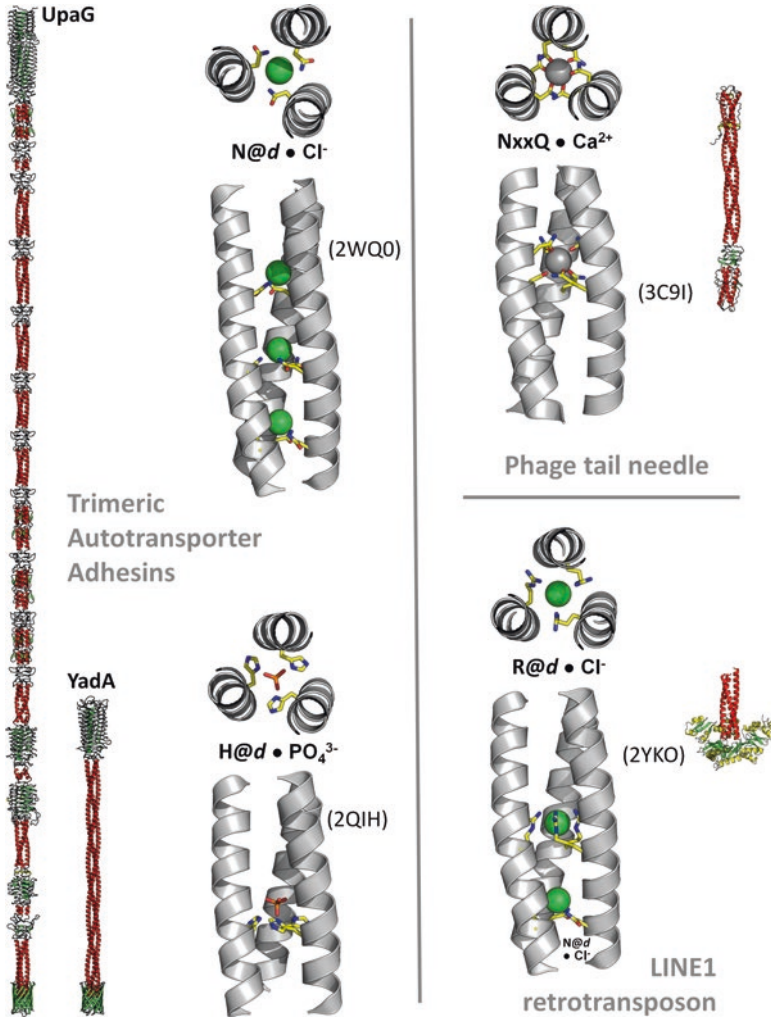 UpaG
N@d • Cl⁻
(2WQ0)
Trimeric
Autotransporter
Adhesins
YadA
H@d • PO₄³⁻
(2QIH)
NxxQ • Ca²⁺
(3C9I)
Phage tail needle
R@d • Cl⁻
(2YKO)
N@d
• Cl⁻
LINE1
retrotransposon